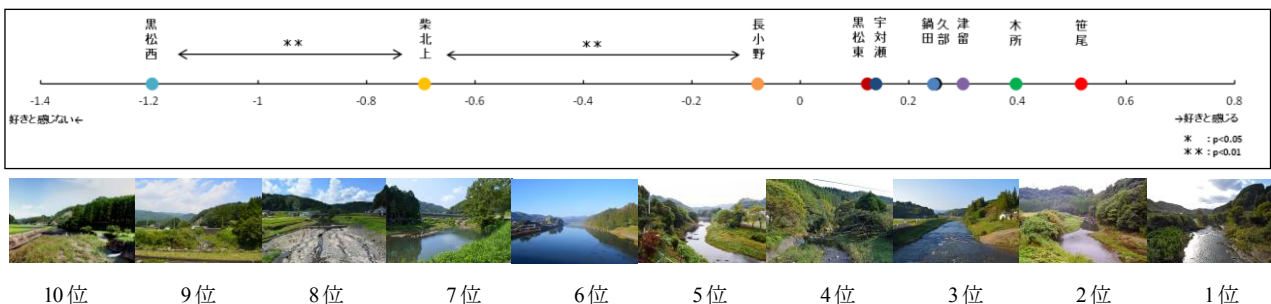 黒松西
柴北上
長小野
黒松東
宇対瀬
鍋田
久部
津留
木所
笹尾
**
**
-1.4
-1.2
-1
-0.8
-0.6
-0.4
-0.2
0
0.2
0.4
0.6
0.8
好きと感じない←
→好きと感じる
* :p<0.05
**:p<0.01
10位 9位 8位 7位 6位 5位 4位 3位 2位 1位